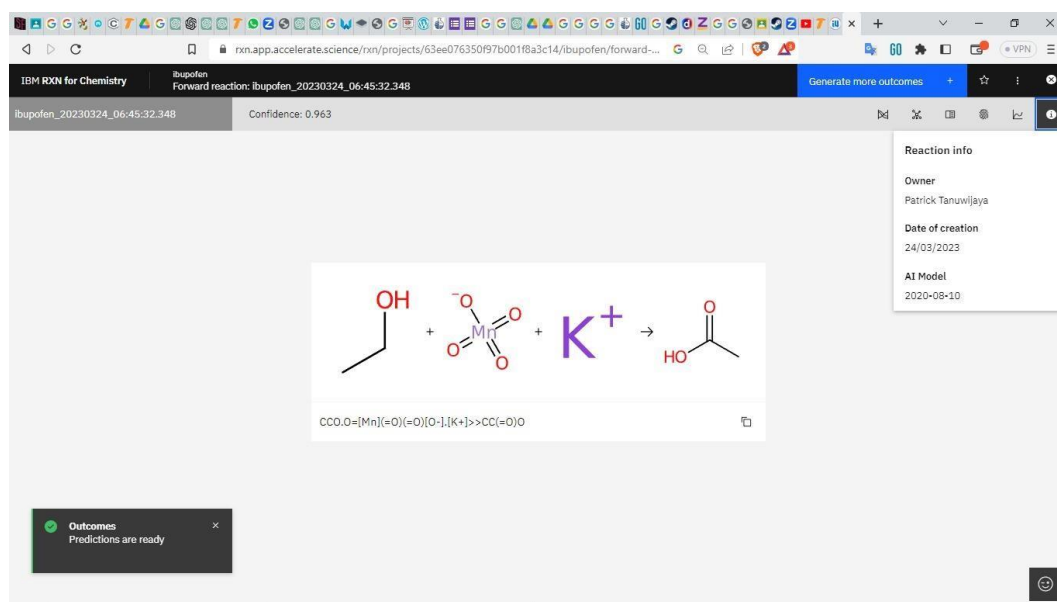 rxn.app.accelerate.science/rxn/projects/63ee076350f97b001f8a3c14/ibupofen/forward-...
VPN
IBM RXN for Chemistry
ibupofen
Forward reaction: ibupofen_20230324_06:45:32.348
Generate more outcomes +
ibupofen_20230324_06:45:32.348
Confidence: 0.963
Reaction info
Owner
Patrick Tanuwijaya
Date of creation
24/03/2023
AI Model
2020-08-10
OH + ⁻O Mn O O O + K⁺ → O HO
CCO.O=[Mn](=O)(=O)[O-].[K+]>>CC(=O)O
Outcomes
Predictions are ready